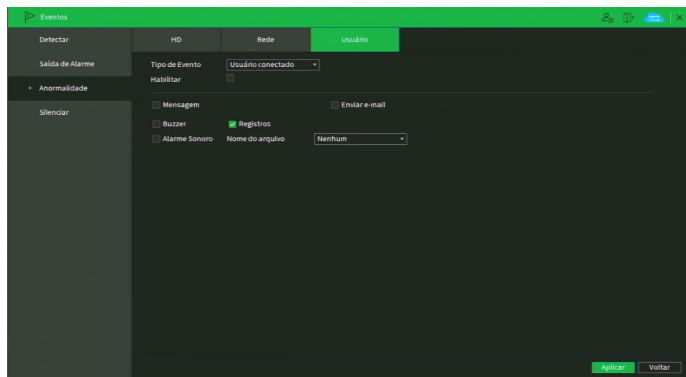 Eventos
Detectar
HD
Rede
Usuário
Saída de Alarme
Tipo de Evento
Usuário conectado
Anormalidade
Habilitar
Silenciar
Mensagem
Enviar e-mail
Buzzer
Registros
Alarme Sonoro
Nome do arquivo
Nenhum
Aplicar
Voltar